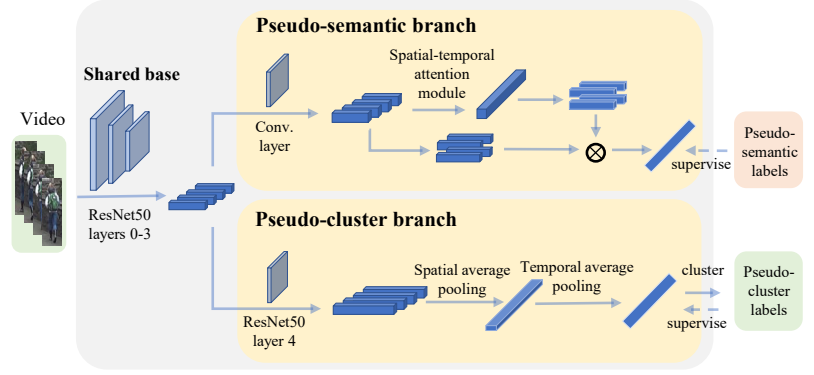 Pseudo-semantic branch
Shared base
Spatial-temporal
attention
module
Video
Conv.
layer
supervise
Pseudo-
semantic
labels
ResNet50
layers 0-3
Pseudo-cluster branch
Spatial average
pooling
Temporal average
pooling
cluster
Pseudo-
cluster
labels
supervise
ResNet50
layer 4